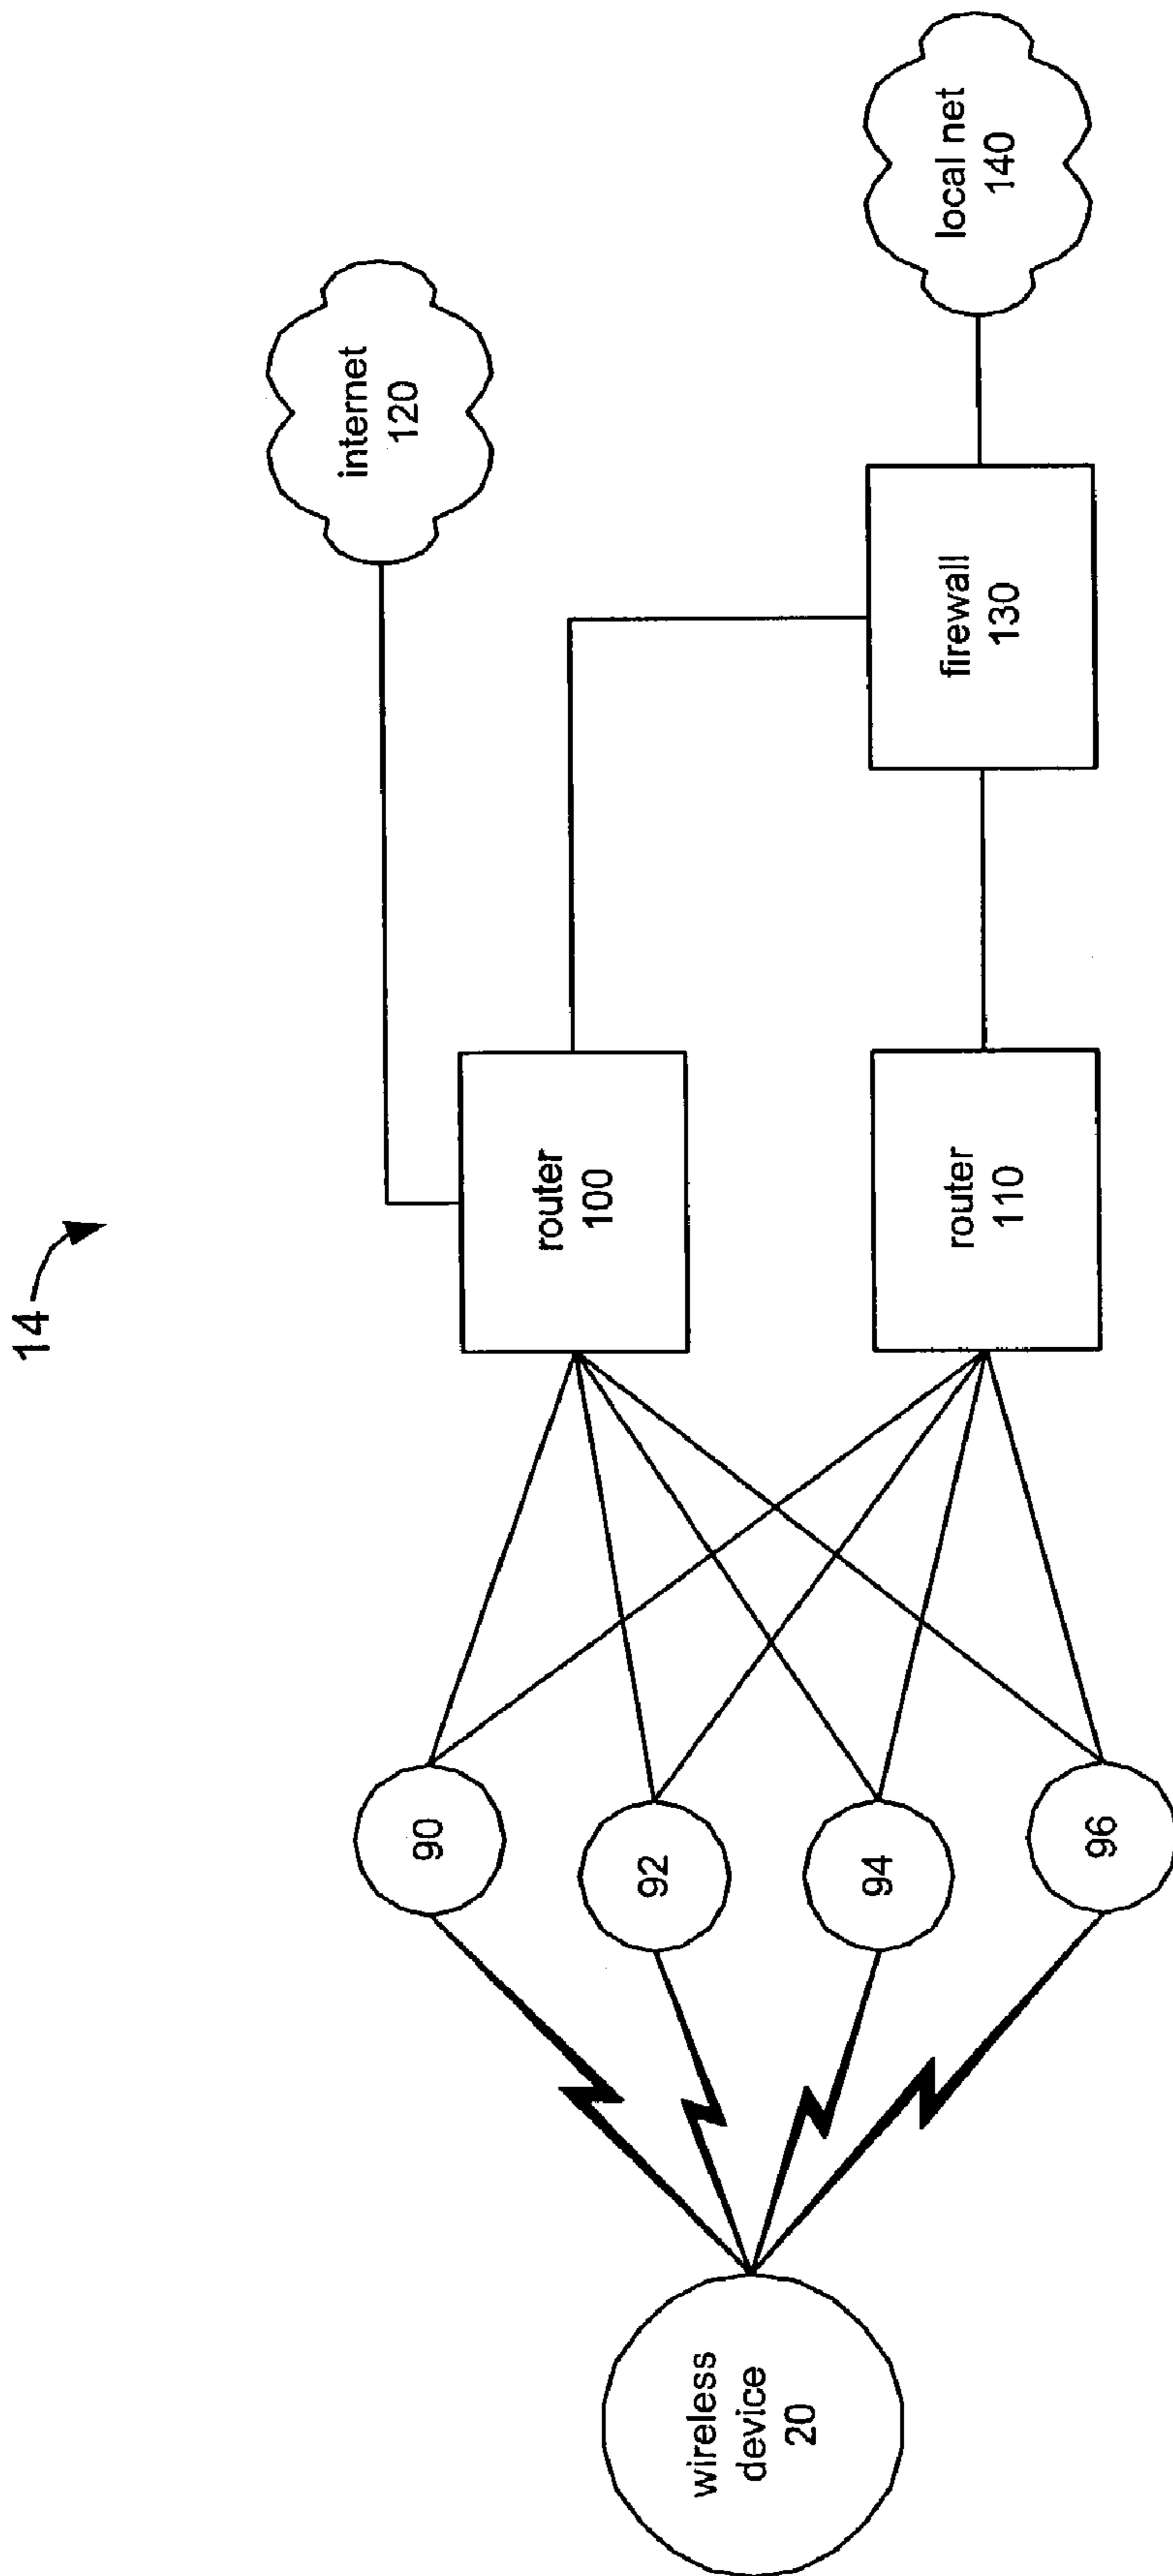 14
internet
120
local net
140
router
100
firewall
130
router
110
90
92
94
96
wireless
device
20